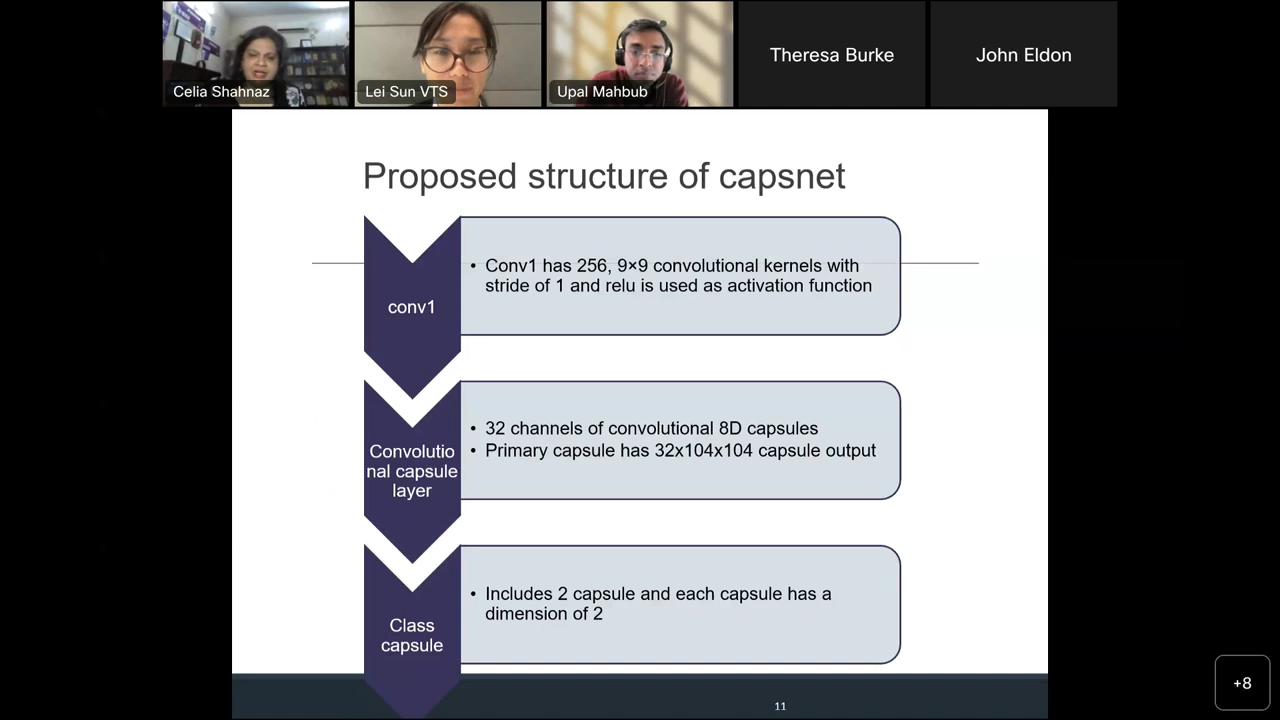 Celia Shahnaz
Lei Sun VTS
Upal Mahbub
Theresa Burke
John Eldon
Proposed structure of capsnet
conv1
• Conv1 has 256, 9×9 convolutional kernels with
stride of 1 and relu is used as activation function
Convolutio
nal capsule
layer
• 32 channels of convolutional 8D capsules
• Primary capsule has 32x104x104 capsule output
Class
capsule
• Includes 2 capsule and each capsule has a
dimension of 2
11
+8